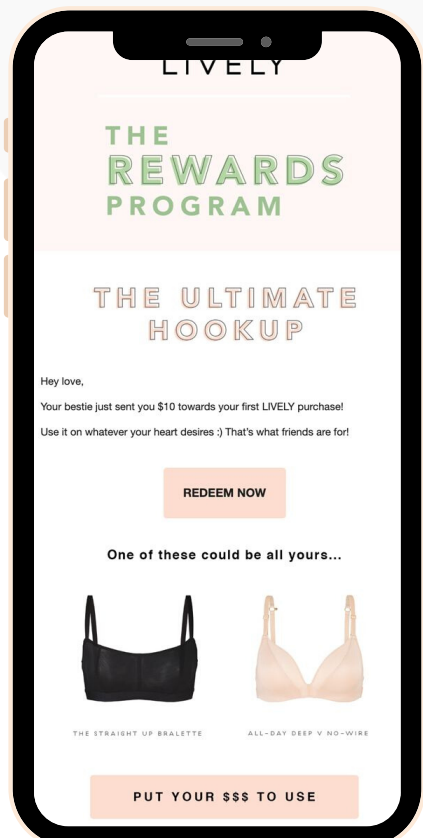 LIVELY
THE
REWARDS
PROGRAM
THE ULTIMATE
HOOKUP
Hey love,
Your bestie just sent you $10 towards your first LIVELY purchase!
Use it on whatever your heart desires :) That's what friends are for!
REDEEM NOW
One of these could be all yours...
THE STRAIGHT UP BRALETTE
ALL-DAY DEEP V NO-WIRE
PUT YOUR $$$ TO USE